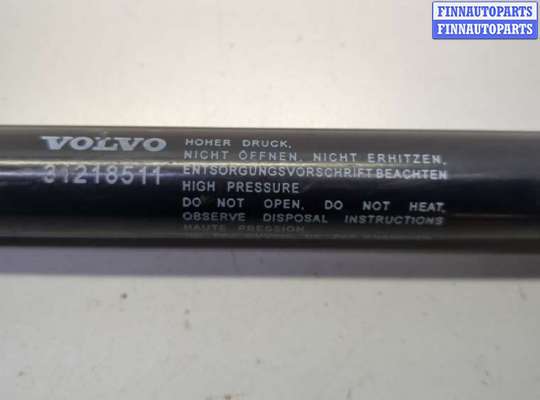 FINNAUTOPARTS
FINNAUTOPARTS
VOLVO
31218511
HOHER DRUCK,
NICHT ÖFFNEN, NICHT ERHITZEN,
ENTSORGUNGSVORSCHRIFT BEACHTEN
HIGH PRESSURE
DO NOT OPEN, DO NOT HEAT,
OBSERVE DISPOSAL INSTRUCTIONS
HAUTE PRESSION